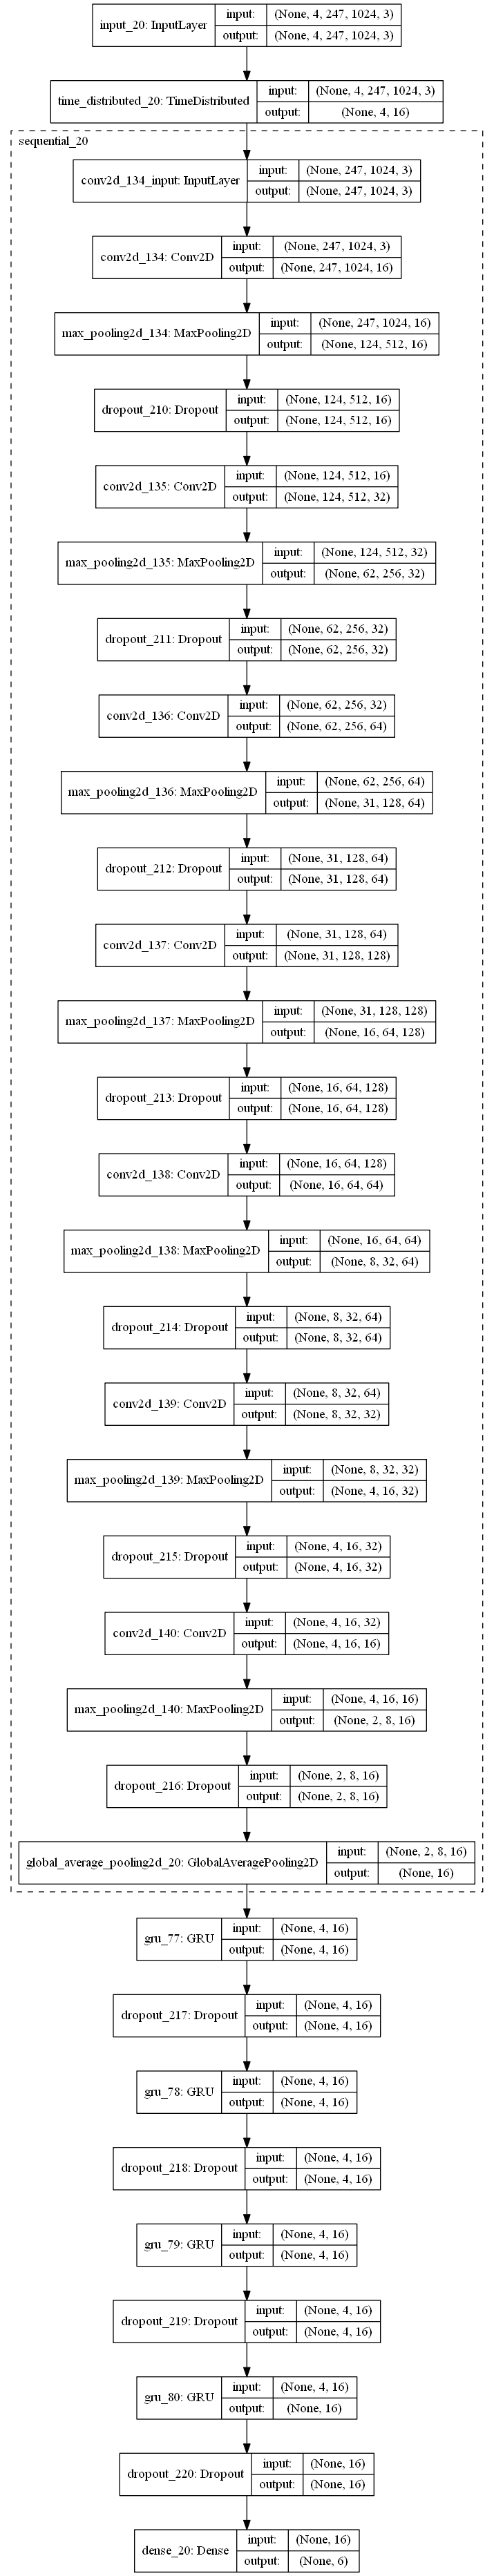 input_20: InputLayer
input: (None, 4, 247, 1024, 3)
output: (None, 4, 247, 1024, 3)
time_distributed_20: TimeDistributed
input: (None, 4, 247, 1024, 3)
output: (None, 4, 16)
sequential_20
conv2d_134_input: InputLayer
input: (None, 247, 1024, 3)
output: (None, 247, 1024, 3)
conv2d_134: Conv2D
input: (None, 247, 1024, 3)
output: (None, 247, 1024, 16)
max_pooling2d_134: MaxPooling2D
input: (None, 247, 1024, 16)
output: (None, 124, 512, 16)
dropout_210: Dropout
input: (None, 124, 512, 16)
output: (None, 124, 512, 16)
conv2d_135: Conv2D
input: (None, 124, 512, 16)
output: (None, 124, 512, 32)
max_pooling2d_135: MaxPooling2D
input: (None, 124, 512, 32)
output: (None, 62, 256, 32)
dropout_211: Dropout
input: (None, 62, 256, 32)
output: (None, 62, 256, 32)
conv2d_136: Conv2D
input: (None, 62, 256, 32)
output: (None, 62, 256, 64)
max_pooling2d_136: MaxPooling2D
input: (None, 62, 256, 64)
output: (None, 31, 128, 64)
dropout_212: Dropout
input: (None, 31, 128, 64)
output: (None, 31, 128, 64)
conv2d_137: Conv2D
input: (None, 31, 128, 64)
output: (None, 31, 128, 128)
max_pooling2d_137: MaxPooling2D
input: (None, 31, 128, 128)
output: (None, 16, 64, 128)
dropout_213: Dropout
input: (None, 16, 64, 128)
output: (None, 16, 64, 128)
conv2d_138: Conv2D
input: (None, 16, 64, 128)
output: (None, 16, 64, 64)
max_pooling2d_138: MaxPooling2D
input: (None, 16, 64, 64)
output: (None, 8, 32, 64)
dropout_214: Dropout
input: (None, 8, 32, 64)
output: (None, 8, 32, 64)
conv2d_139: Conv2D
input: (None, 8, 32, 64)
output: (None, 8, 32, 32)
max_pooling2d_139: MaxPooling2D
input: (None, 8, 32, 32)
output: (None, 4, 16, 32)
dropout_215: Dropout
input: (None, 4, 16, 32)
output: (None, 4, 16, 32)
conv2d_140: Conv2D
input: (None, 4, 16, 32)
output: (None, 4, 16, 16)
max_pooling2d_140: MaxPooling2D
input: (None, 4, 16, 16)
output: (None, 2, 8, 16)
dropout_216: Dropout
input: (None, 2, 8, 16)
output: (None, 2, 8, 16)
global_average_pooling2d_20: GlobalAveragePooling2D
input: (None, 2, 8, 16)
output: (None, 16)
gru_77: GRU
input: (None, 4, 16)
output: (None, 4, 16)
dropout_217: Dropout
input: (None, 4, 16)
output: (None, 4, 16)
gru_78: GRU
input: (None, 4, 16)
output: (None, 4, 16)
dropout_218: Dropout
input: (None, 4, 16)
output: (None, 4, 16)
gru_79: GRU
input: (None, 4, 16)
output: (None, 4, 16)
dropout_219: Dropout
input: (None, 4, 16)
output: (None, 4, 16)
gru_80: GRU
input: (None, 4, 16)
output: (None, 16)
dropout_220: Dropout
input: (None, 16)
output: (None, 16)
dense_20: Dense
input: (None, 16)
output: (None, 6)